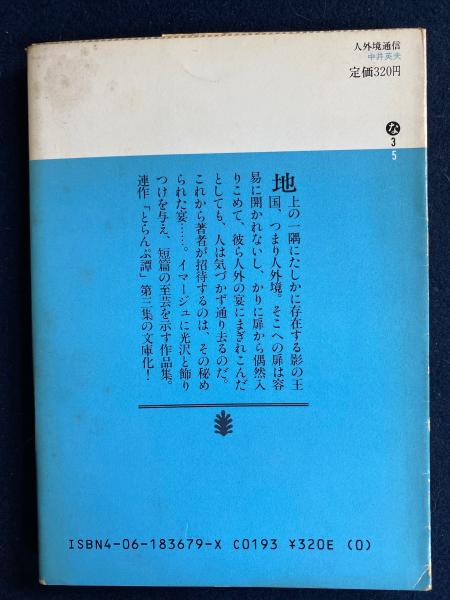 人外境通信
中井英夫
定価320円
な
3
5
地上の一隅にたしかに存在する影の王
国、つまり人外境。そこへの扉は容
易に開かれないし、かりに扉から偶然入
りこめて、彼ら人外の宴にまぎれこんだ
としても、人は気づかず通り去るのだ。
これから著者が招待するのは、その秘め
られた宴……。イマージュに光沢と飾り
つけを与え、短篇の至芸を示す作品集。
連作「とらんぷ譚」第三集の文庫化！
ISBN4-06-183679-X C0193 ¥320E (0)